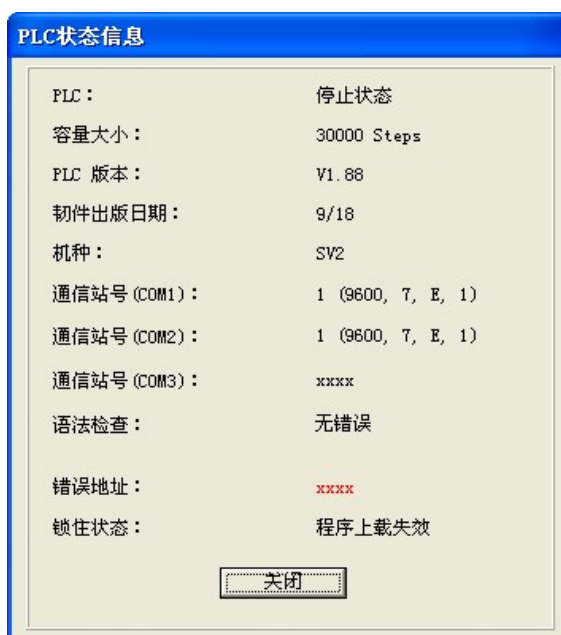 PLC状态信息
PLC： 停止状态
容量大小： 30000 Steps
PLC 版本： V1.88
韧件出版日期： 9/18
机种： SV2
通信站号(COM1)： 1 (9600, 7, E, 1)
通信站号(COM2)： 1 (9600, 7, E, 1)
通信站号(COM3)： xxxx
语法检查： 无错误
错误地址： xxxx
锁住状态： 程序上载失效
关闭